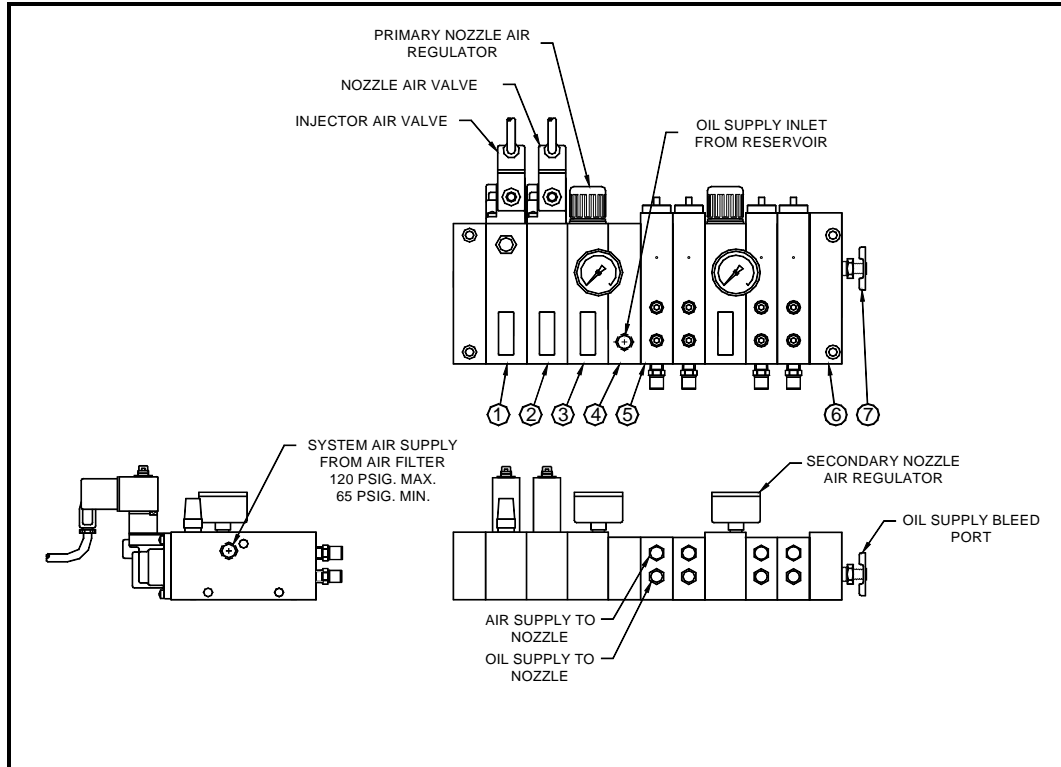 PRIMARY NOZZLE AIR
REGULATOR
NOZZLE AIR VALVE
INJECTOR AIR VALVE
OIL SUPPLY INLET
FROM RESERVOIR
1 2 3 4 5 6 7
SYSTEM AIR SUPPLY
FROM AIR FILTER
120 PSIG. MAX.
65 PSIG. MIN.
SECONDARY NOZZLE
AIR REGULATOR
OIL SUPPLY BLEED
PORT
AIR SUPPLY TO
NOZZLE
OIL SUPPLY TO
NOZZLE